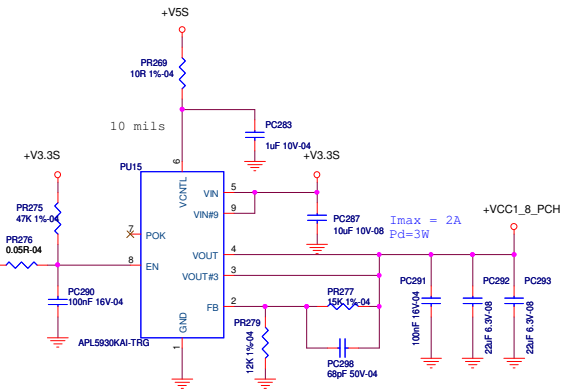 +V5S
PR269
10R 1%-04
10 mils
PC283
1uF 10V-04
+V3.3S
+V3.3S
PU15
6
VCNTL
5
VIN
9
VIN#9
PR275
47K 1%-04
PC287
10uF 10V-08
Imax = 2A
Pd=3W
+VCC1_8_PCH
7
POK
PR276
0.05R-04
4
VOUT
8
EN
3
VOUT#3
PC290
100nF 16V-04
2
FB
PR277
15K 1%-04
PC291
100nF 16V-04
PC292
22uF 6.3V-08
PC293
22uF 6.3V-08
GND
1
APL5930KAI-TRG
PR279
12K 1%-04
PC298
68pF 50V-04